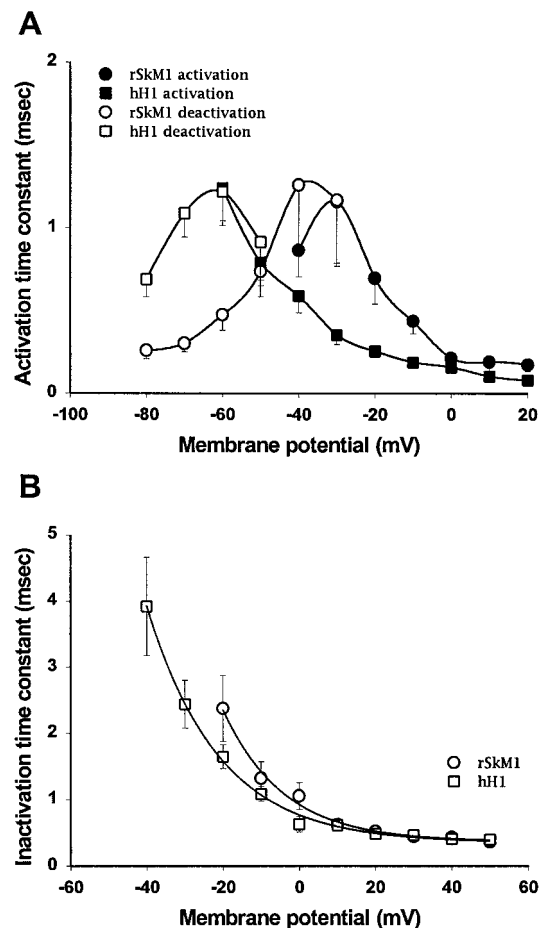 A
2
rSkM1 activation
hH1 activation
rSkM1 deactivation
hH1 deactivation
1
0
Activation time constant (msec)
-100 -80 -60 -40 -20 0 20
Membrane potential (mV)
B
5
4
3
2
1
0
Inactivation time constant (msec)
rSkM1
hH1
-60 -40 -20 0 20 40 60
Membrane potential (mV)